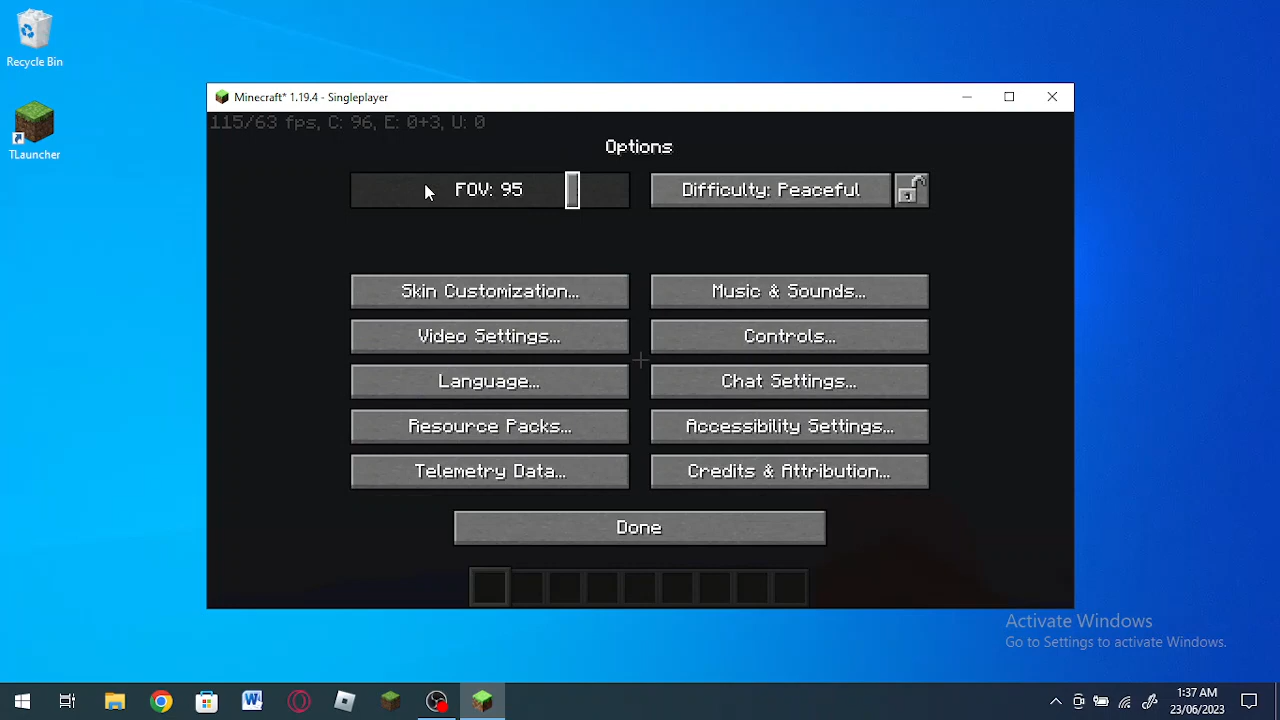 Recycle Bin
TLauncher
Minecraft* 1.19.4 - Singleplayer
115/63 fps, C: 96, E: 0+3, U: 0
Options
FOV: 95
Difficulty: Peaceful
Skin Customization...
Music & Sounds...
Video Settings...
Controls...
Language...
Chat Settings...
Resource Packs...
Accessibility Settings...
Telemetry Data...
Credits & Attribution...
Done
Activate Windows
Go to Settings to activate Windows.
1:37 AM
23/06/2023